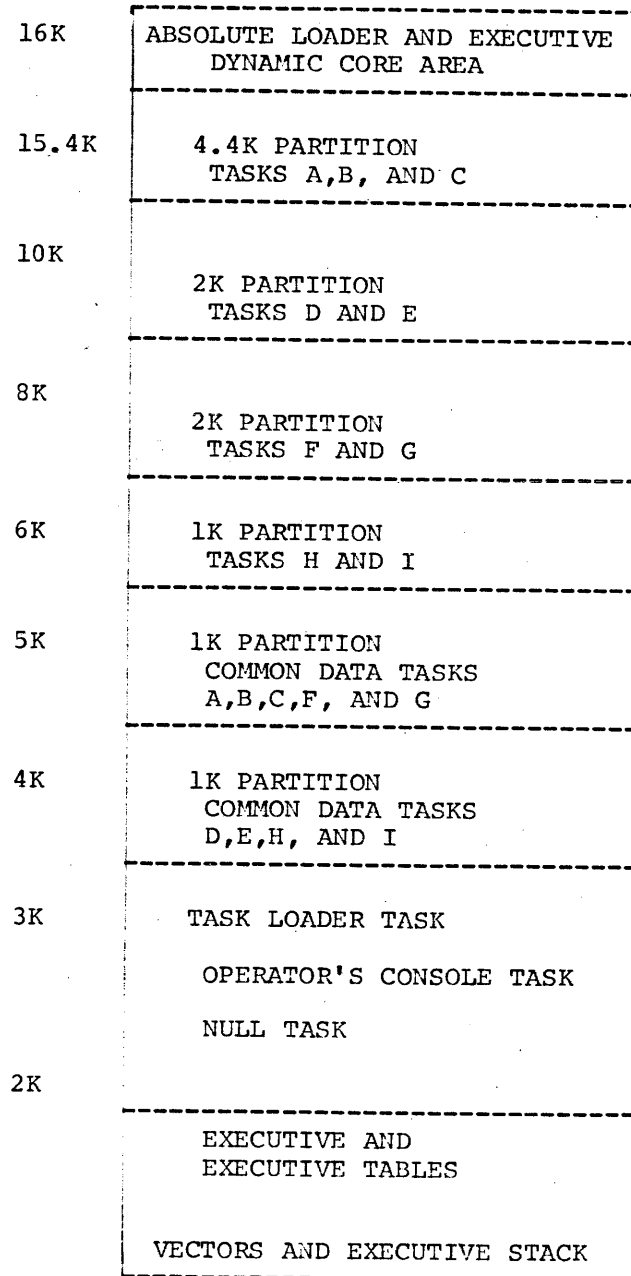 16K ABSOLUTE LOADER AND EXECUTIVE
DYNAMIC CORE AREA
15.4K 4.4K PARTITION
TASKS A,B, AND C
10K
2K PARTITION
TASKS D AND E
8K
2K PARTITION
TASKS F AND G
6K 1K PARTITION
TASKS H AND I
5K 1K PARTITION
COMMON DATA TASKS
A,B,C,F, AND G
4K 1K PARTITION
COMMON DATA TASKS
D,E,H, AND I
3K TASK LOADER TASK
OPERATOR'S CONSOLE TASK
NULL TASK
2K
EXECUTIVE AND
EXECUTIVE TABLES
VECTORS AND EXECUTIVE STACK